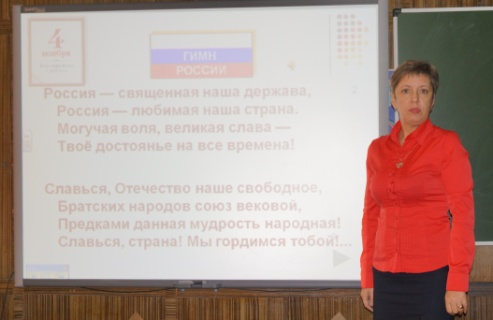 4
ноября
ГИМН
РОССИИ
Россия — священная наша держава,
Россия — любимая наша страна.
Могучая воля, великая слава —
Твоё достоянье на все времена!
Славься, Отечество наше свободное,
Братских народов союз вековой,
Предками данная мудрость народная!
Славься, страна! Мы гордимся тобой!...